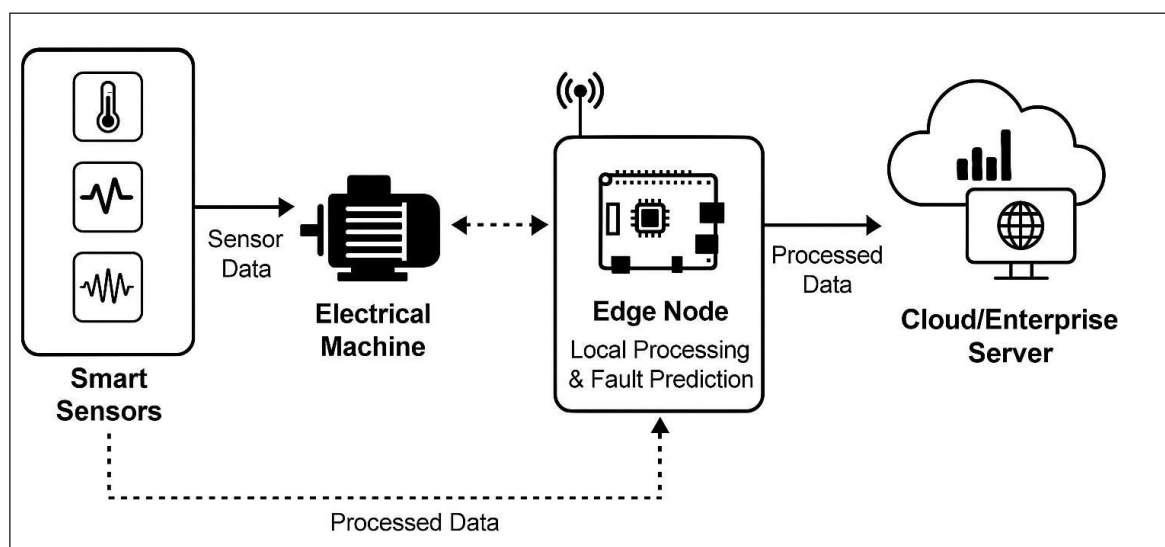 Smart
Sensors
Sensor
Data
Electrical
Machine
Edge Node
Local Processing
& Fault Prediction
Processed
Data
Cloud/Enterprise
Server
Processed Data